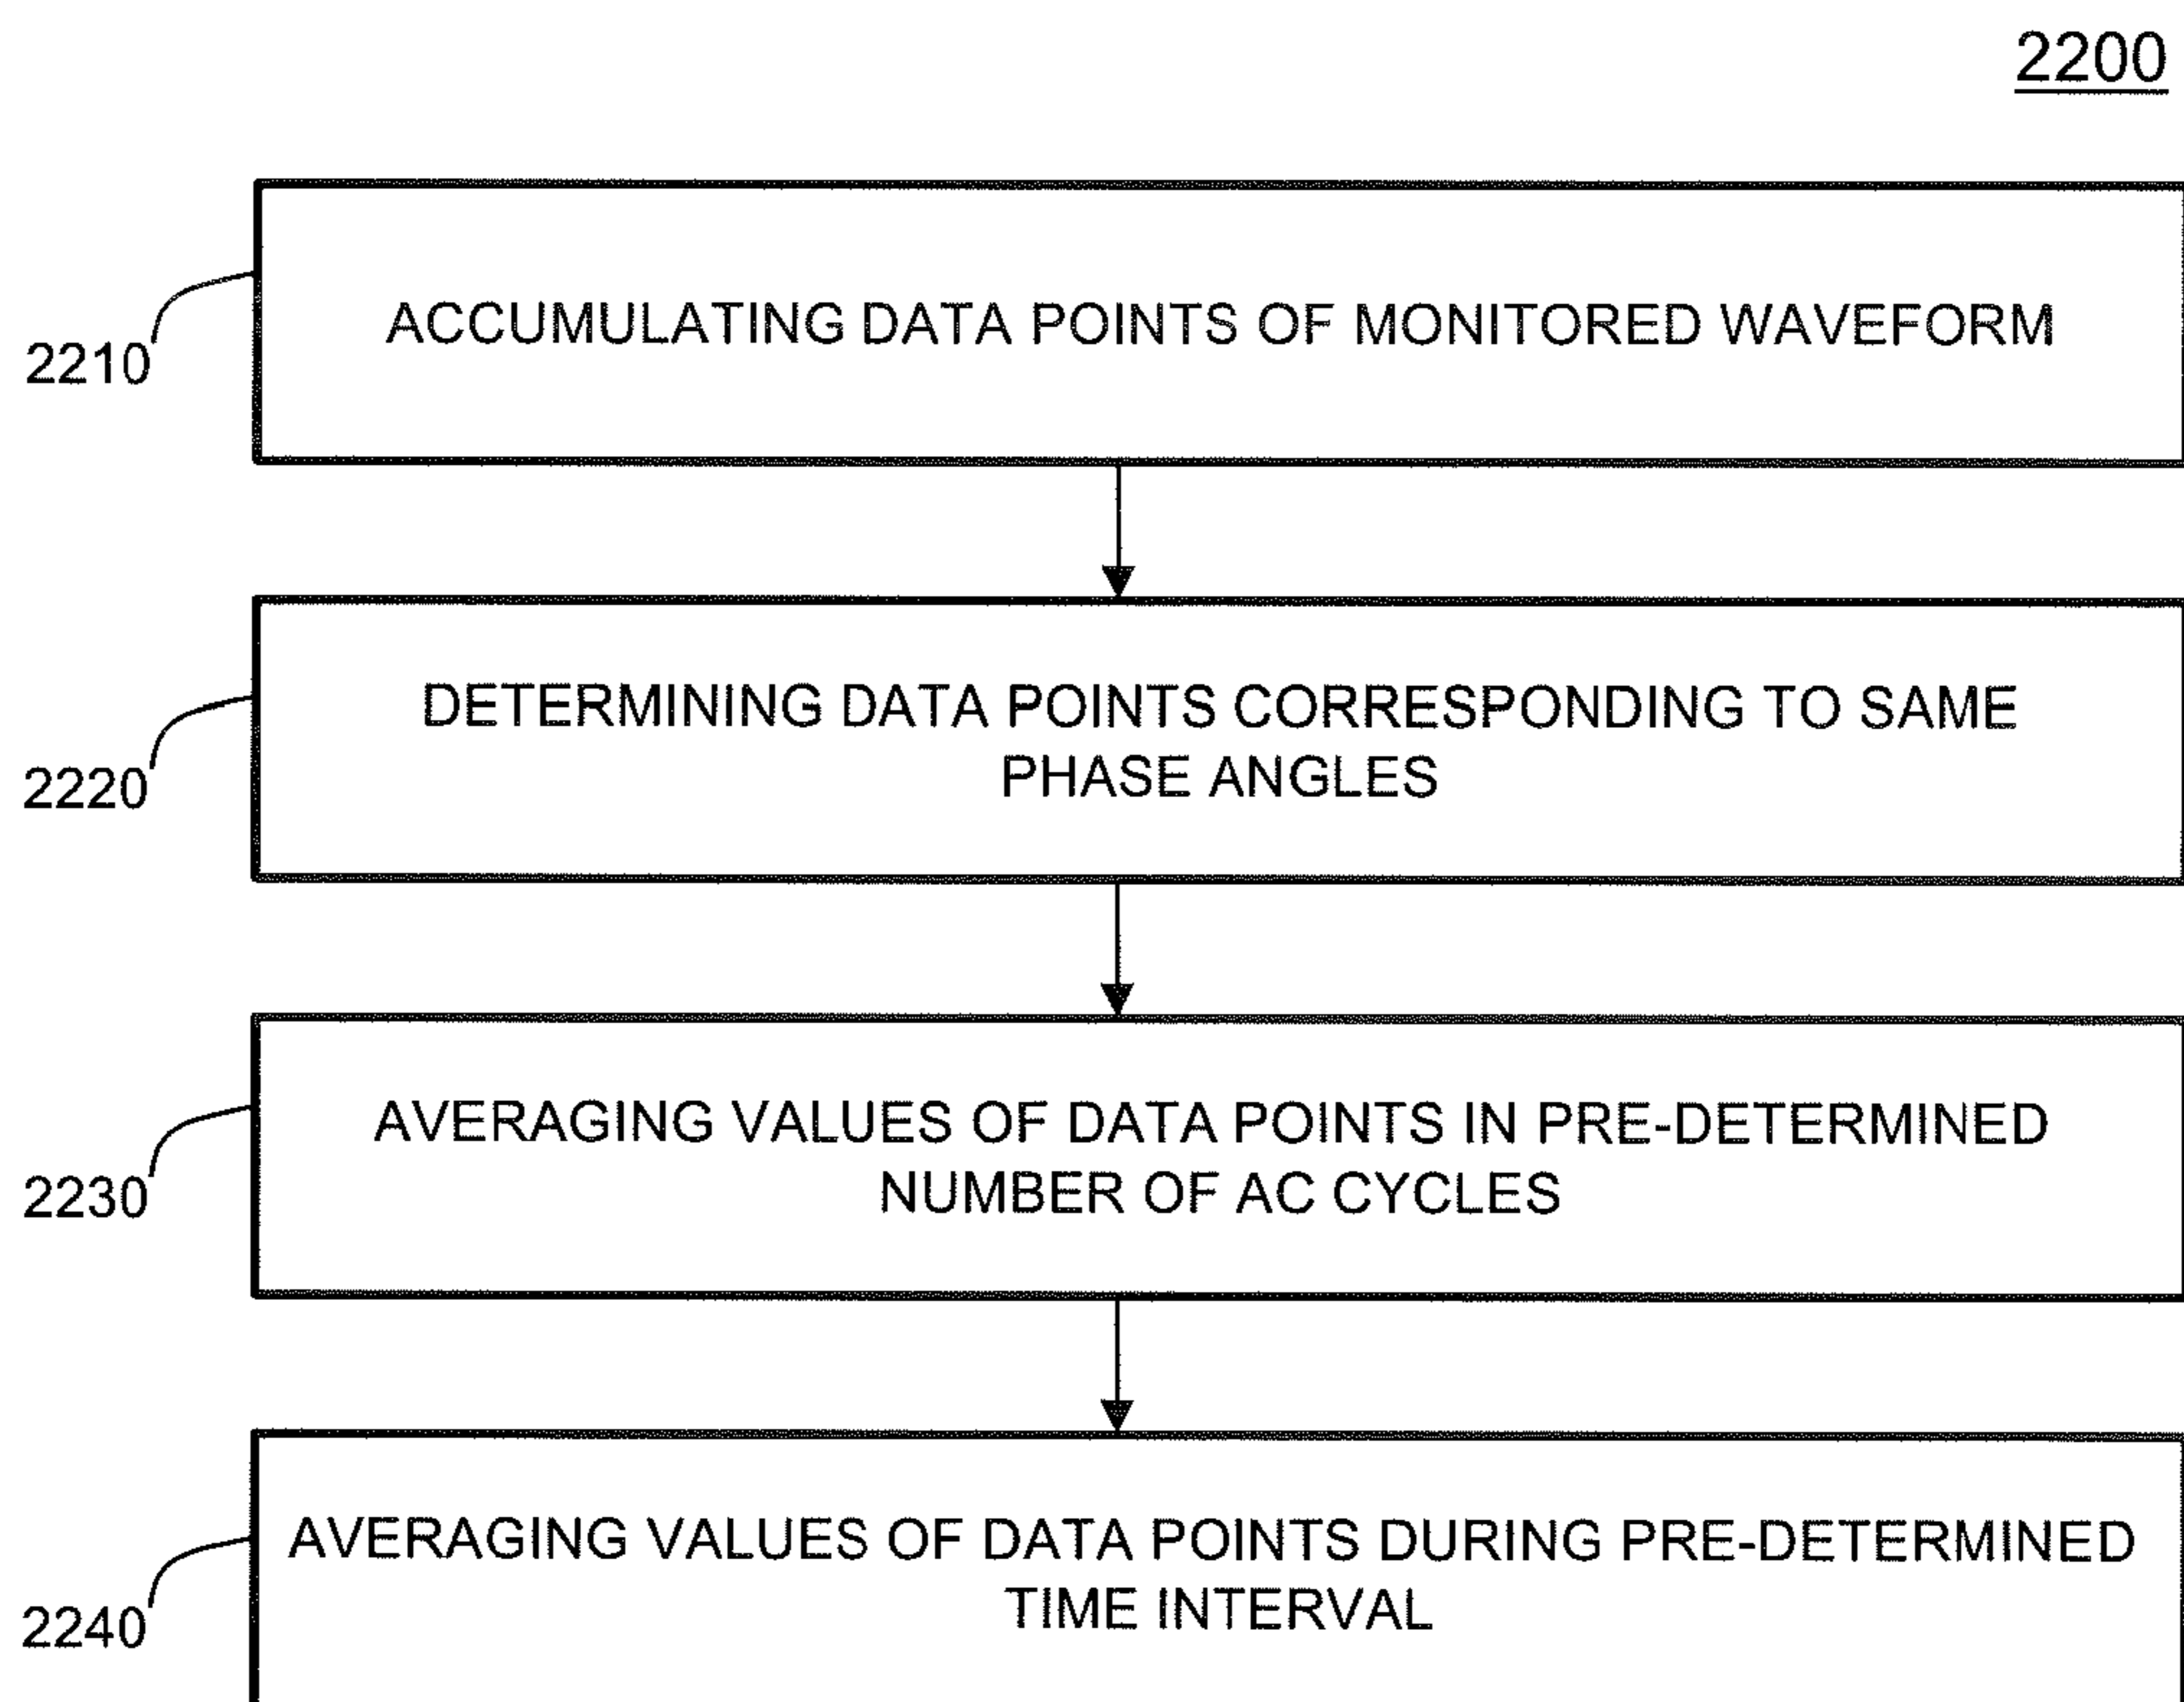 2200
ACCUMULATING DATA POINTS OF MONITORED WAVEFORM
2210
DETERMINING DATA POINTS CORRESPONDING TO SAME
PHASE ANGLES
2220
AVERAGING VALUES OF DATA POINTS IN PRE-DETERMINED
NUMBER OF AC CYCLES
2230
AVERAGING VALUES OF DATA POINTS DURING PRE-DETERMINED
TIME INTERVAL
2240